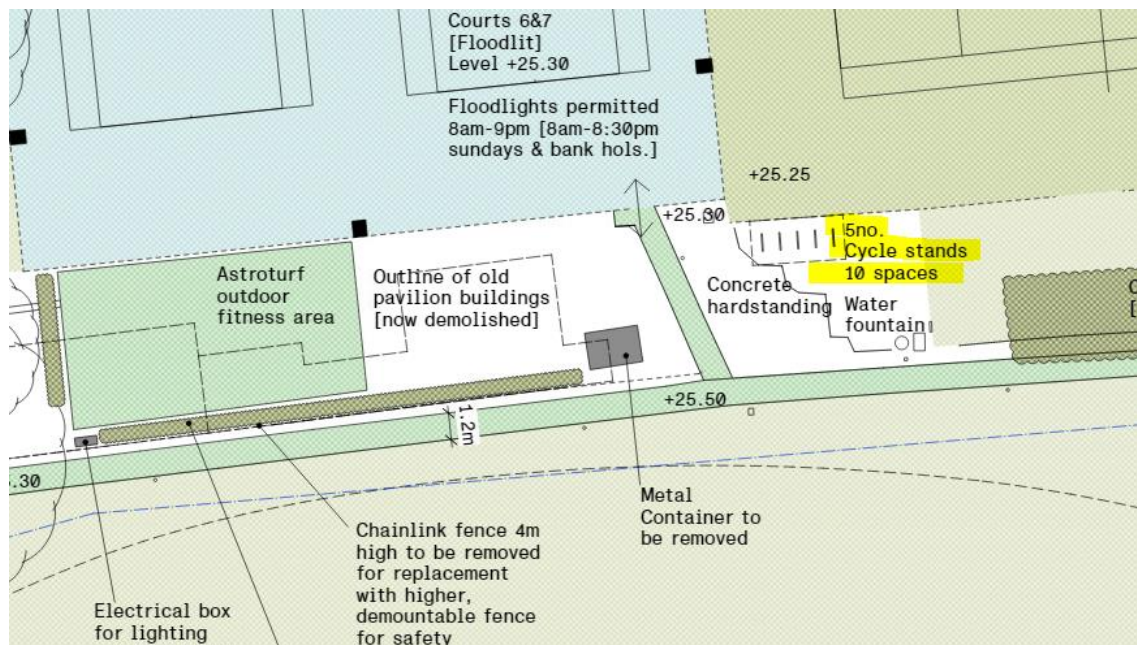 Courts 6&7
[Floodlit]
Level +25.30
Floodlights permitted
8am-9pm [8am-8:30pm
sundays & bank hols.]
+25.25
+25.30
5no.
Cycle stands
10 spaces
Astroturf
outdoor
fitness area
Outline of old
pavilion buildings
[now demolished]
Concrete
hardstanding
Water
fountain
+25.50
1.2m
.30
Metal
Container to
be removed
Chainlink fence 4m
high to be removed
for replacement
with higher,
demountable fence
for safety
Electrical box
for lighting